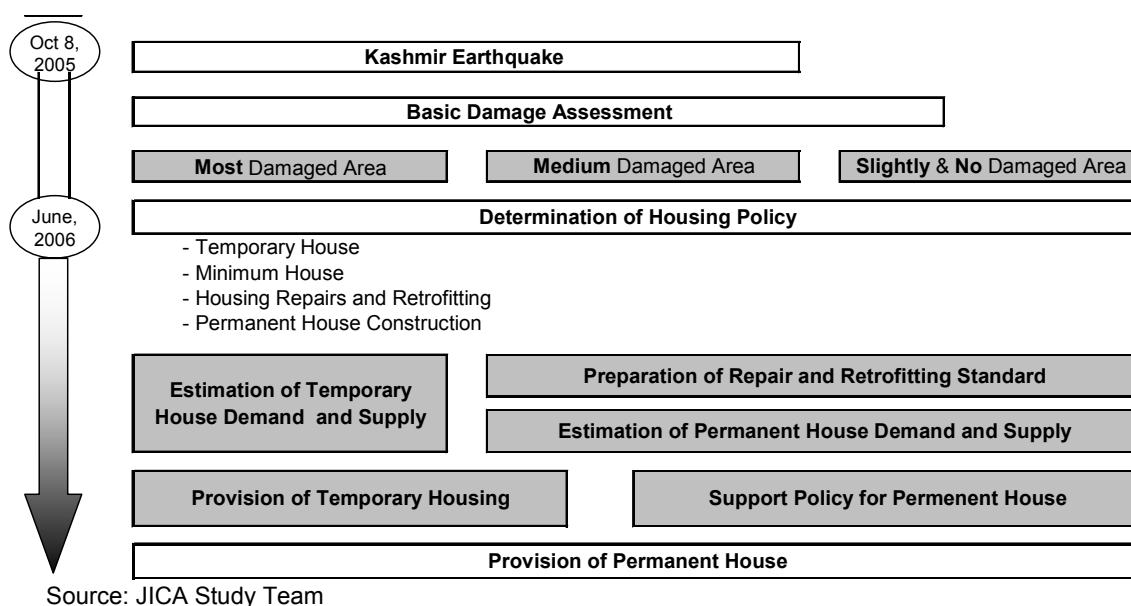 Oct 8,
2005
Kashmir Earthquake
Basic Damage Assessment
Most Damaged Area
Medium Damaged Area
Slightly & No Damaged Area
June,
2006
Determination of Housing Policy
- Temporary House
- Minimum House
- Housing Repairs and Retrofitting
- Permanent House Construction
Estimation of Temporary
House Demand and Supply
Preparation of Repair and Retrofitting Standard
Estimation of Permanent House Demand and Supply
Provision of Temporary Housing
Support Policy for Permenent House
Provision of Permanent House
Source: JICA Study Team